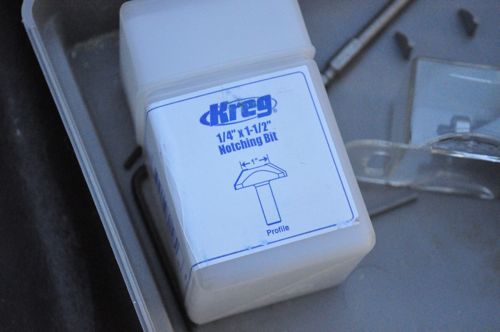 Kreg®
1/4" x 1-1/2"
Notching Bit
1"
Profile